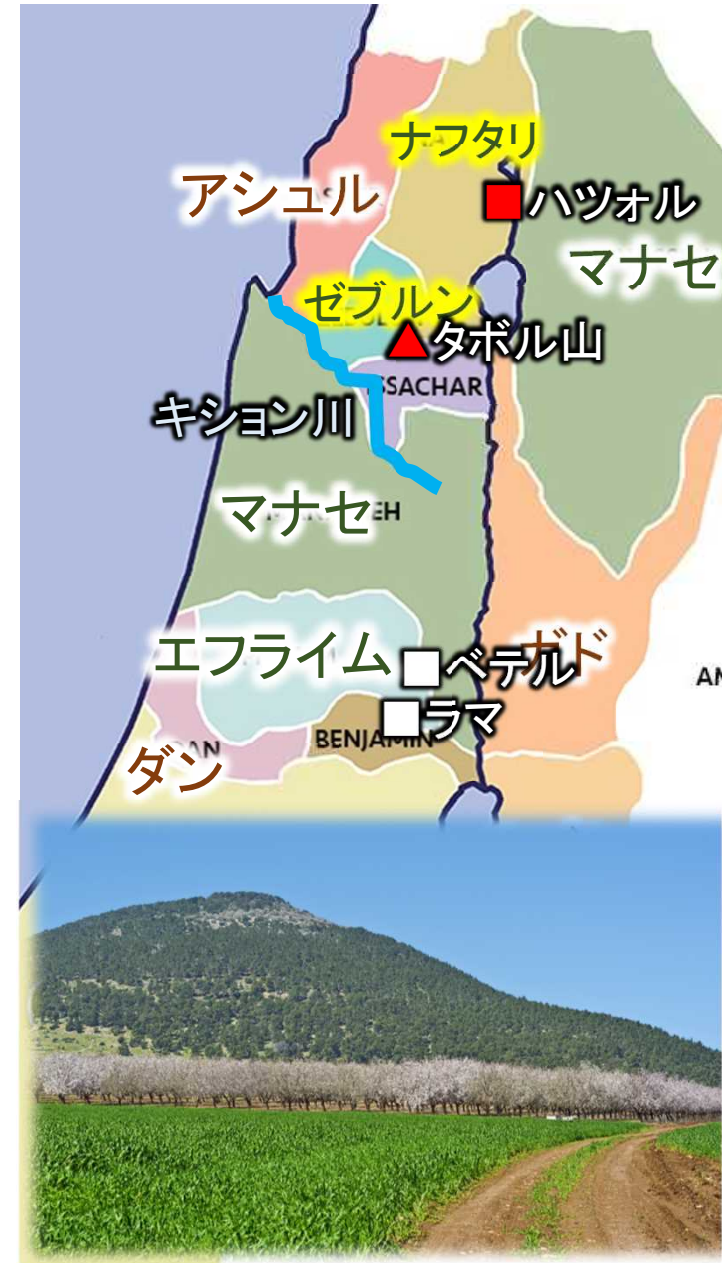 ナフタリ
アシュル
ハツォル
マナセ
ゼブルン
タボル山
ISSACHAR
キション川
マナセ
EH
エフライム
ベテル
ガド
AM
ラマ
BENJAMIN
AN
ダン